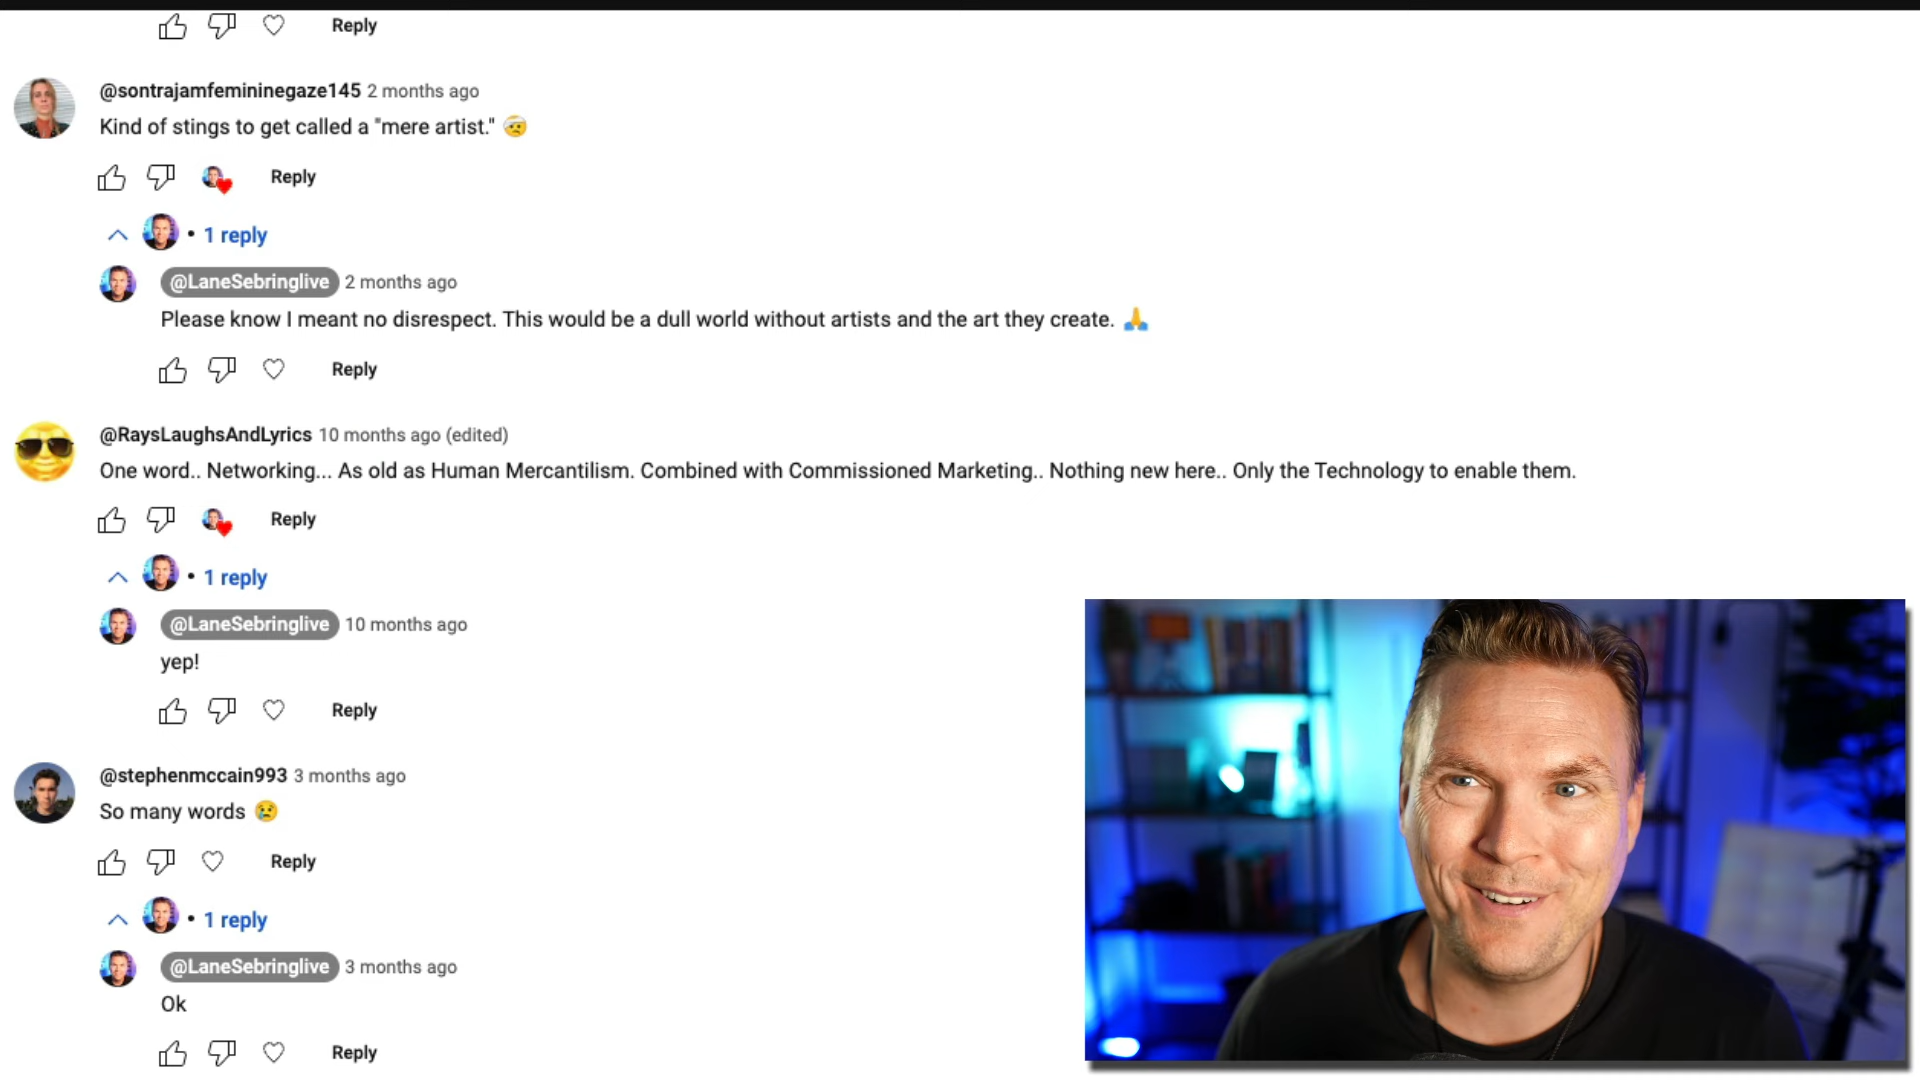 Reply
@sontrajamfemininegaze145 2 months ago
Kind of stings to get called a "mere artist." 🤕
Reply
• 1 reply
@LaneSebringlive 2 months ago
Please know I meant no disrespect. This would be a dull world without artists and the art they create. 🙏
Reply
@RaysLaughsAndLyrics 10 months ago (edited)
One word.. Networking... As old as Human Mercantilism. Combined with Commissioned Marketing.. Nothing new here.. Only the Technology to enable them.
Reply
• 1 reply
@LaneSebringlive 10 months ago
yep!
Reply
@stephenmccain993 3 months ago
So many words 😢
Reply
• 1 reply
@LaneSebringlive 3 months ago
Ok
Reply